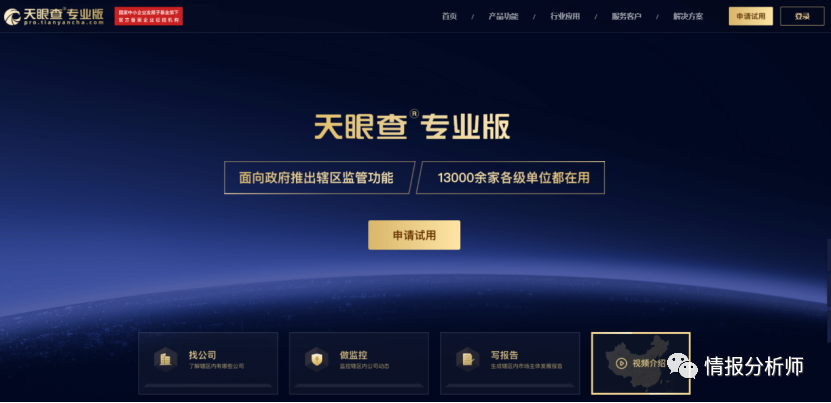 天眼查®专业版
pro.tianyancha.com
国家中小企业发展子基金旗下
官方备案企业征信机构
首页 / 产品功能 / 行业应用 / 服务客户 / 解决方案
申请试用
登录
天眼查®专业版
面向政府推出辖区监管功能
13000余家各级单位都在用
申请试用
找公司
了解辖区内有哪些公司
做监控
监控辖区内公司动态
写报告
生成辖区内市场主体发展报告
视频介绍
情报分析师